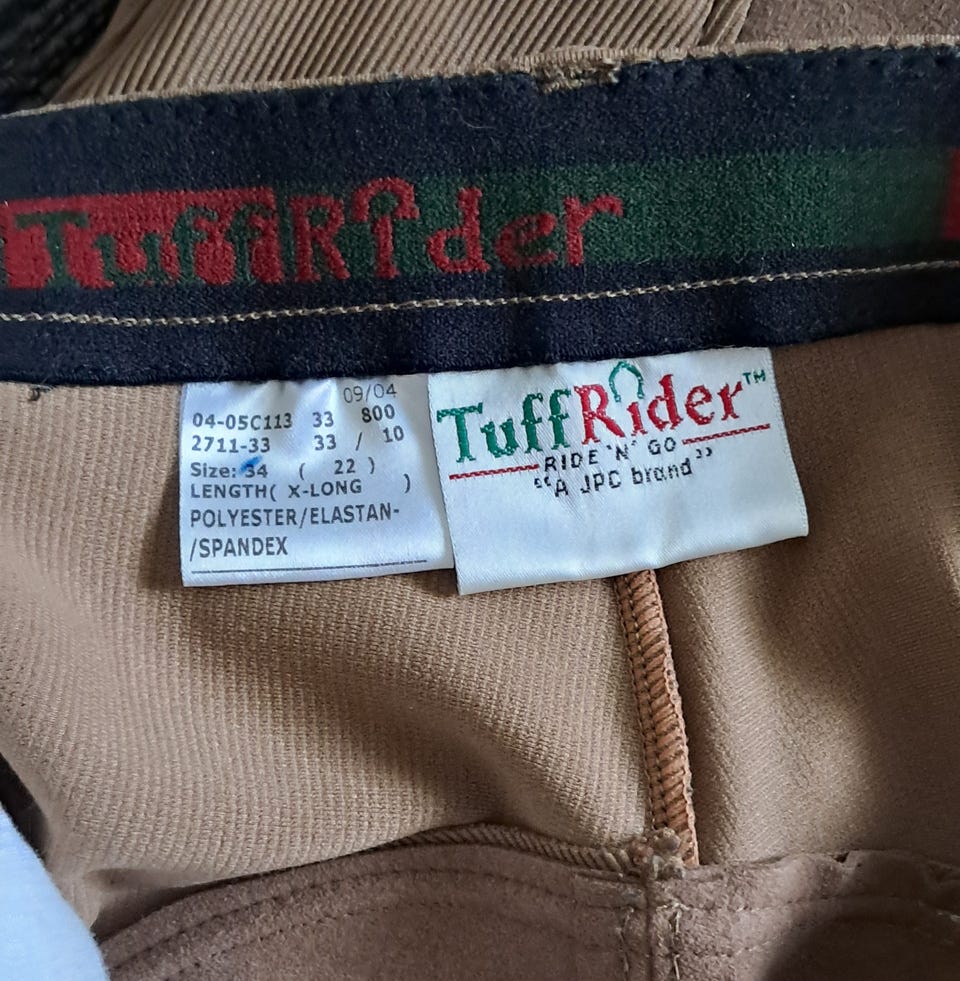 TuffRider
09/04
04-05C113 33 800
2711-33 33 / 10
Size: 34 ( 22 )
LENGTH( X-LONG )
POLYESTER/ELASTAN-
/SPANDEX
TuffRider™
RIDE 'N' GO
"A JPC brand"